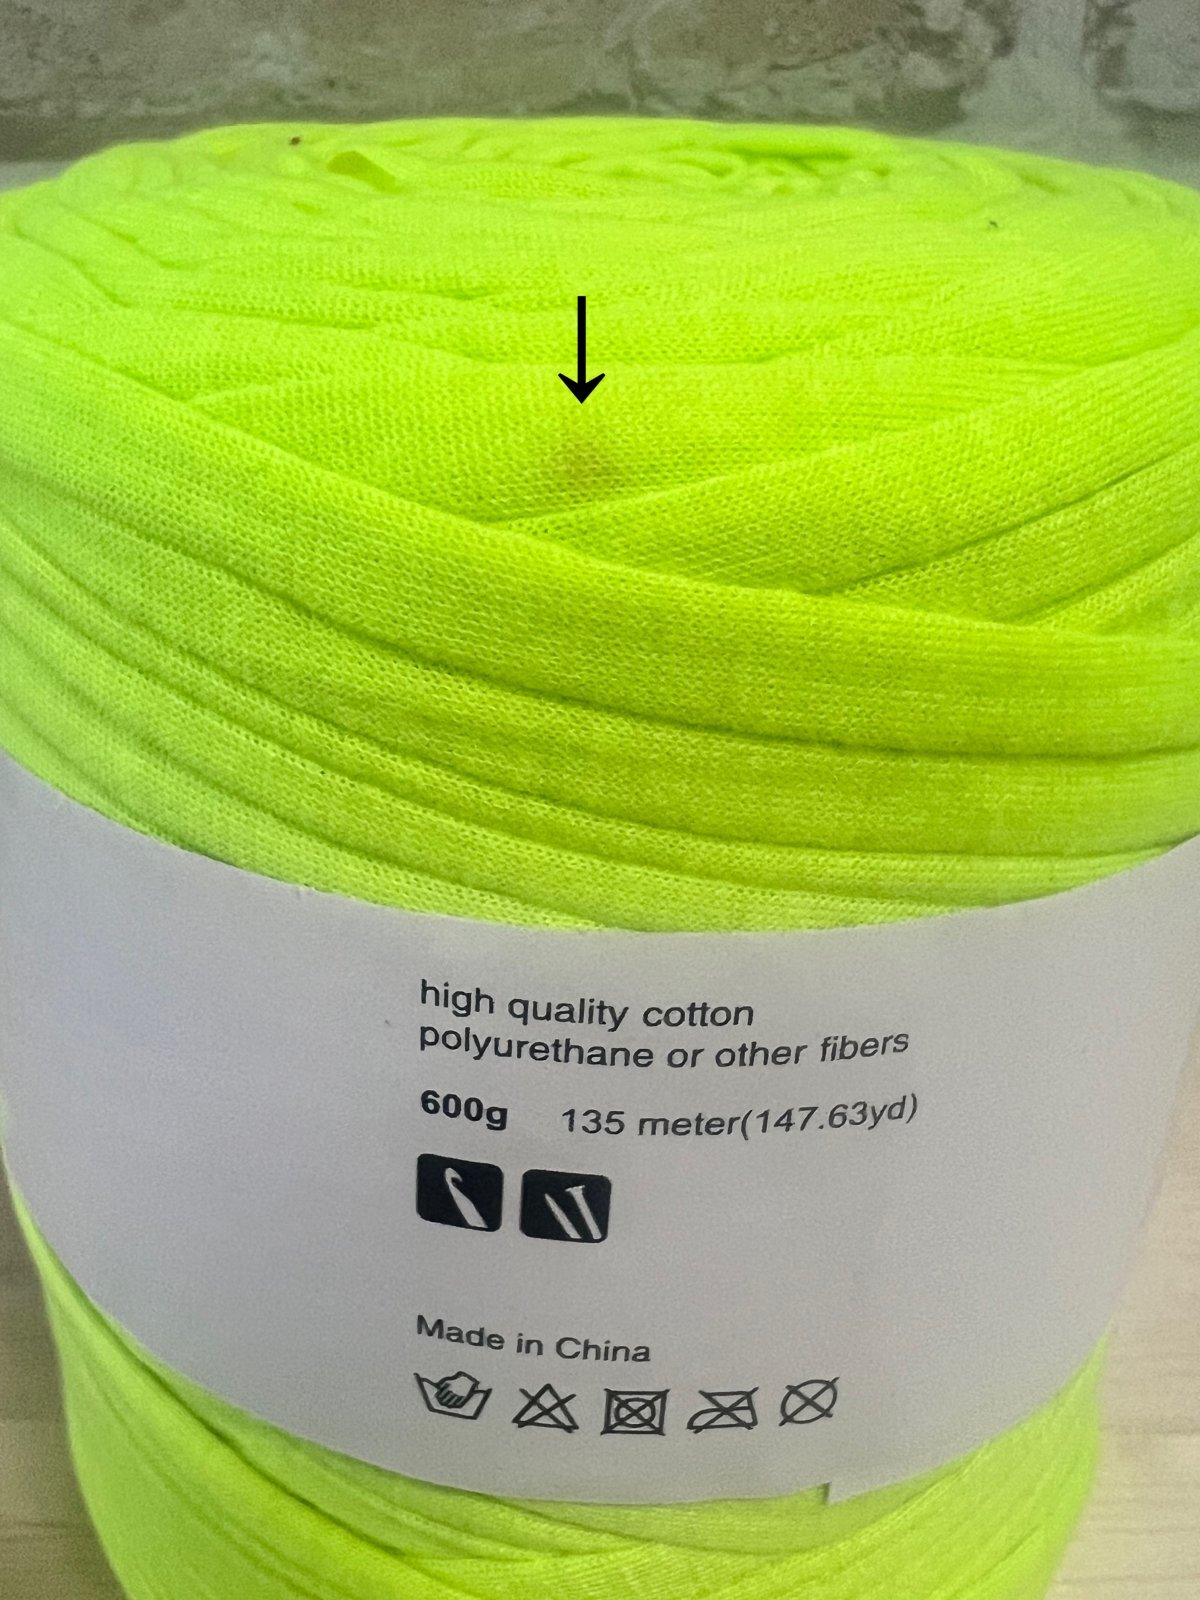 high quality cotton
polyurethane or other fibers
600g 135 meter(147.63yd)
Made in China